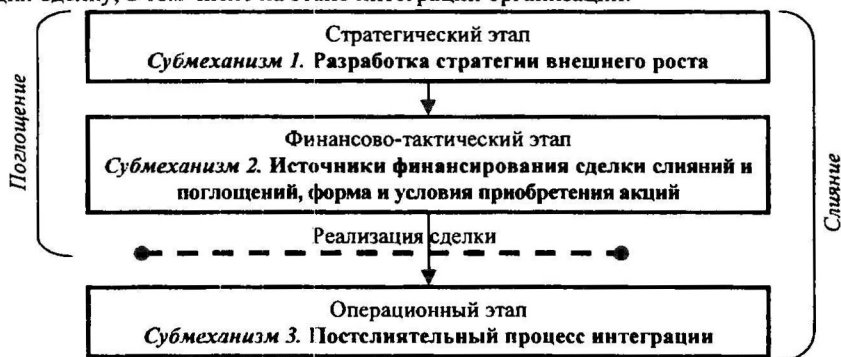 Стратегический этап
Субмеханизм 1. Разработка стратегии внешнего роста
Поглощение
Финансово-тактический этап
Субмеханизм 2. Источники финансирования сделки слияний и
поглощений, форма и условия приобретения акций
Слияние
Реализация сделки
Операционный этап
Субмеханизм 3. Постслиятельный процесс интеграции